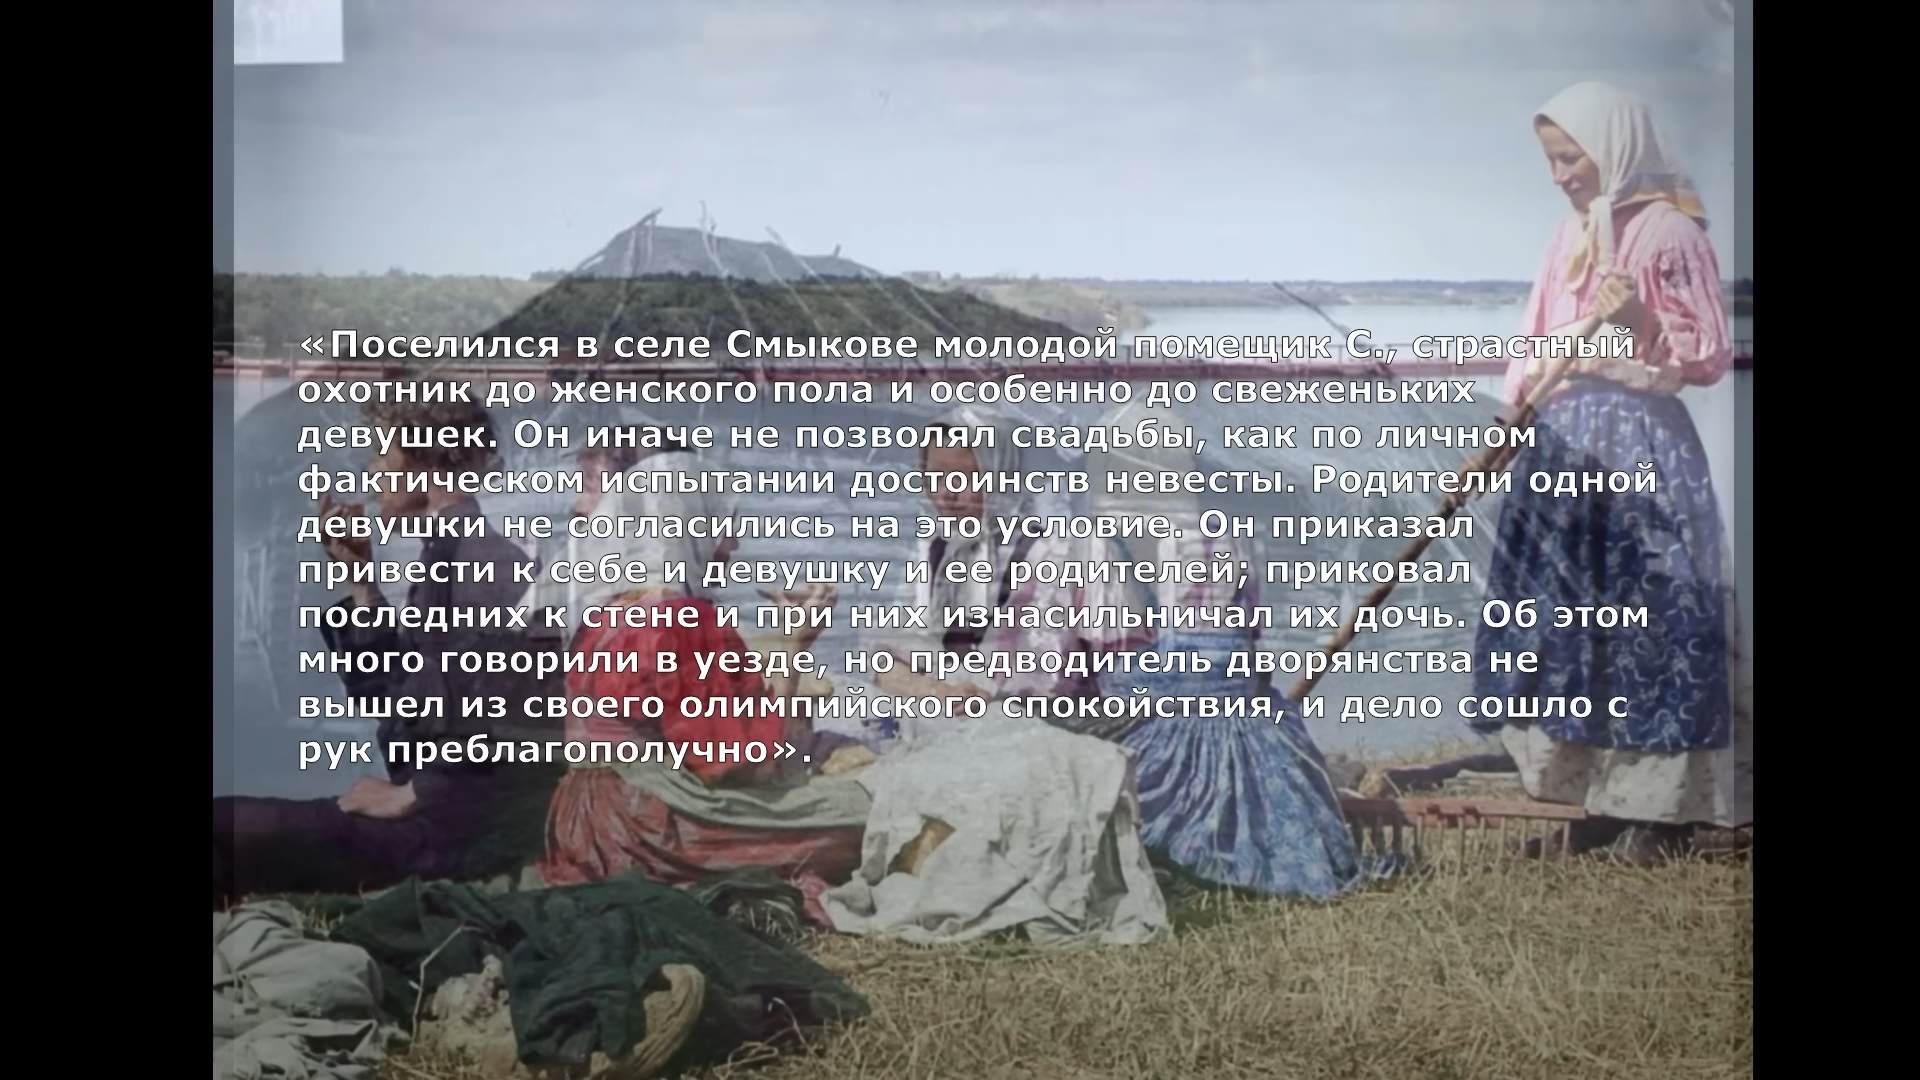 «Поселился в селе Смыкове молодой помещик С., страстный
охотник до женского пола и особенно до свеженьких
девушек. Он иначе не позволял свадьбы, как по личном
фактическом испытании достоинств невесты. Родители одной
девушки не согласились на это условие. Он приказал
привести к себе и девушку и ее родителей; приковал
последних к стене и при них изнасильничал их дочь. Об этом
много говорили в уезде, но предводитель дворянства не
вышел из своего олимпийского спокойствия, и дело сошло с
рук преблагополучно».